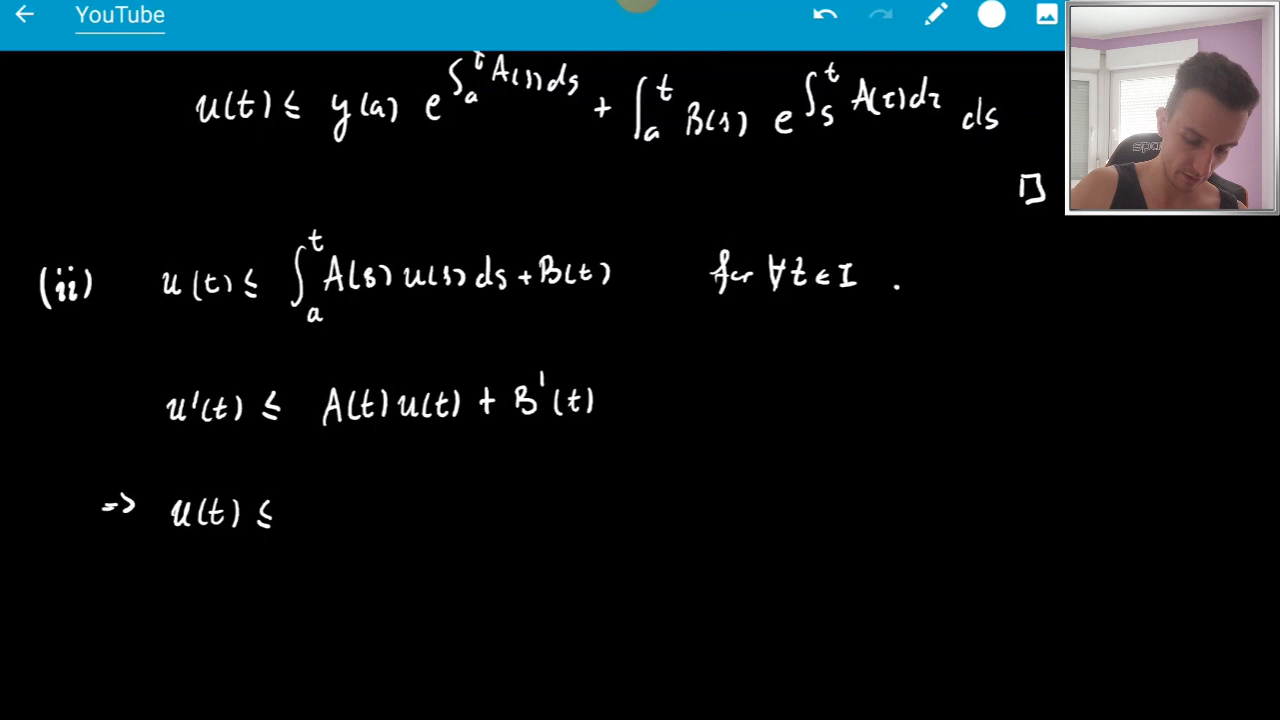 YouTube
u(t) ≤ y(a) e^{∫_a^t A(s)ds} + ∫_a^t B(s) e^{∫_s^t A(τ)dτ} ds
□
(ii) u(t) ≤ ∫_a^t A(s)u(s)ds + B(t) for ∀t∈I .
u'(t) ≤ A(t)u(t) + B'(t)
=> u(t) ≤